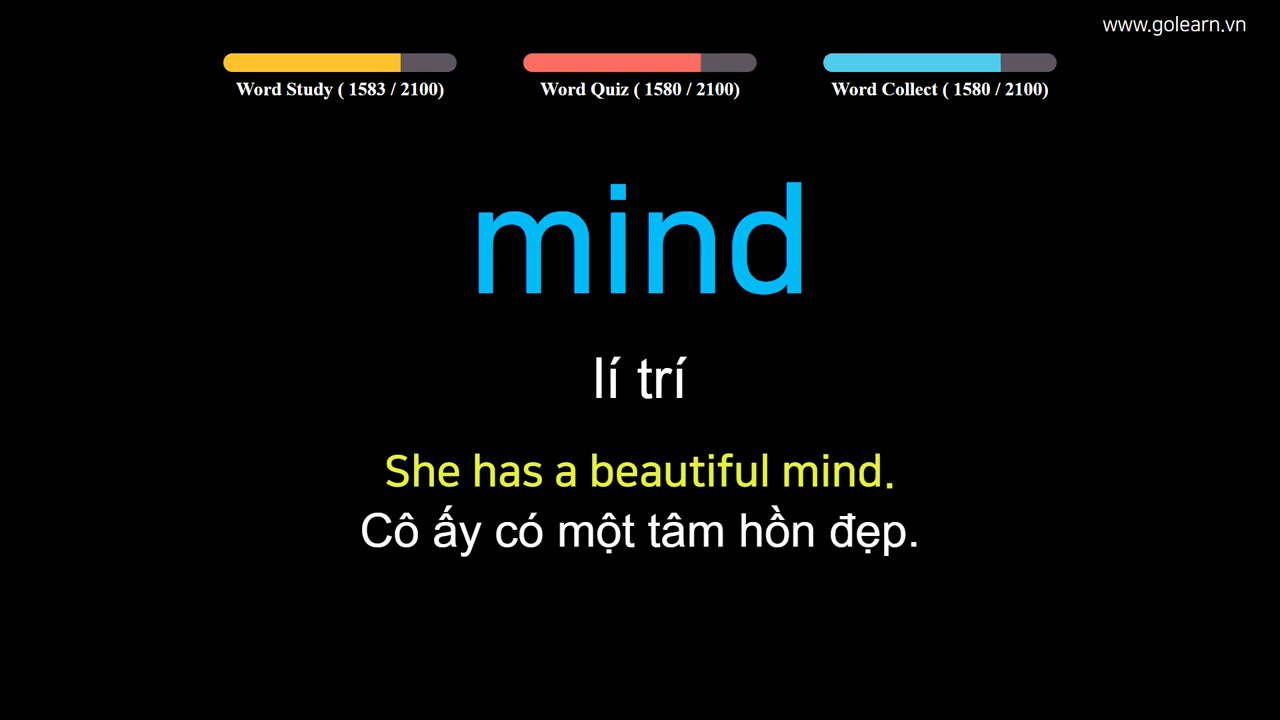 www.golearn.vn
Word Study ( 1583 / 2100) Word Quiz ( 1580 / 2100) Word Collect ( 1580 / 2100)
mind
lí trí
She has a beautiful mind.
Cô ấy có một tâm hồn đẹp.